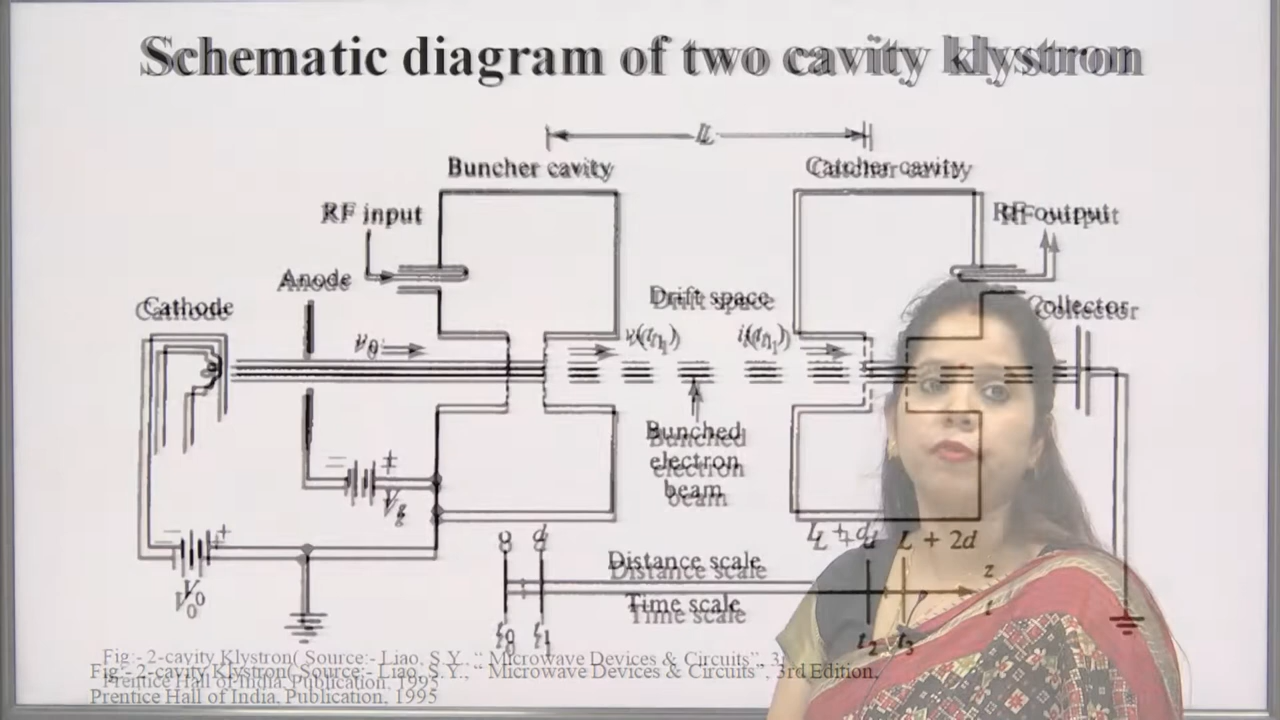 Schematic diagram of two cavity klystron
L
Buncher cavity
Catcher cavity
RF input
RF output
Anode
Drift space
Cathode
Collector
v0
v(t1)
i(t1)
Bunched
electron
beam
Vg
V0
0
d
L + d
L + 2d
Distance scale
z
Time scale
t
t0
t1
t2
t3
Fig:- 2-cavity Klystron( Source:- Liao, S.Y., “ Microwave Devices & Circuits”, 3rd Edition,
Prentice Hall of India, Publication, 1995